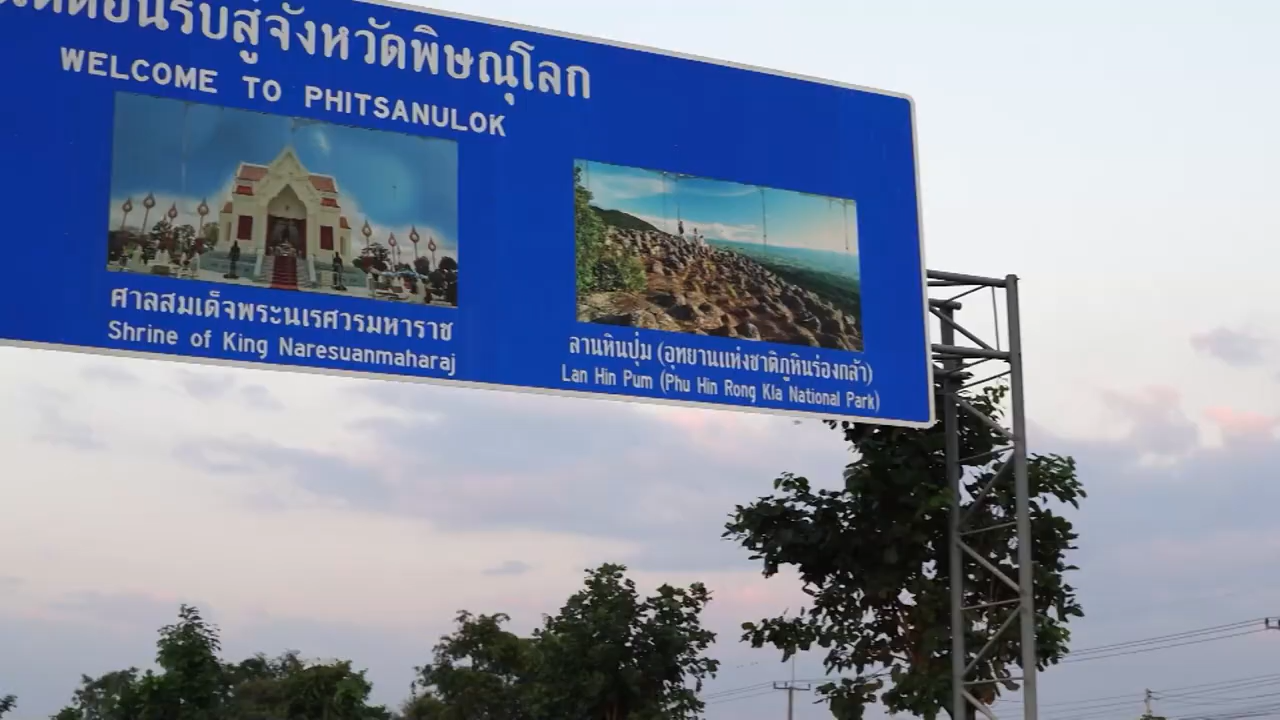 ยินดีต้อนรับสู่จังหวัดพิษณุโลก
WELCOME TO PHITSANULOK
ศาลสมเด็จพระนเรศวรมหาราช
Shrine of King Naresuanmaharaj
ลานหินปุ่ม (อุทยานแห่งชาติภูหินร่องกล้า)
Lan Hin Pum (Phu Hin Rong Kla National Park)